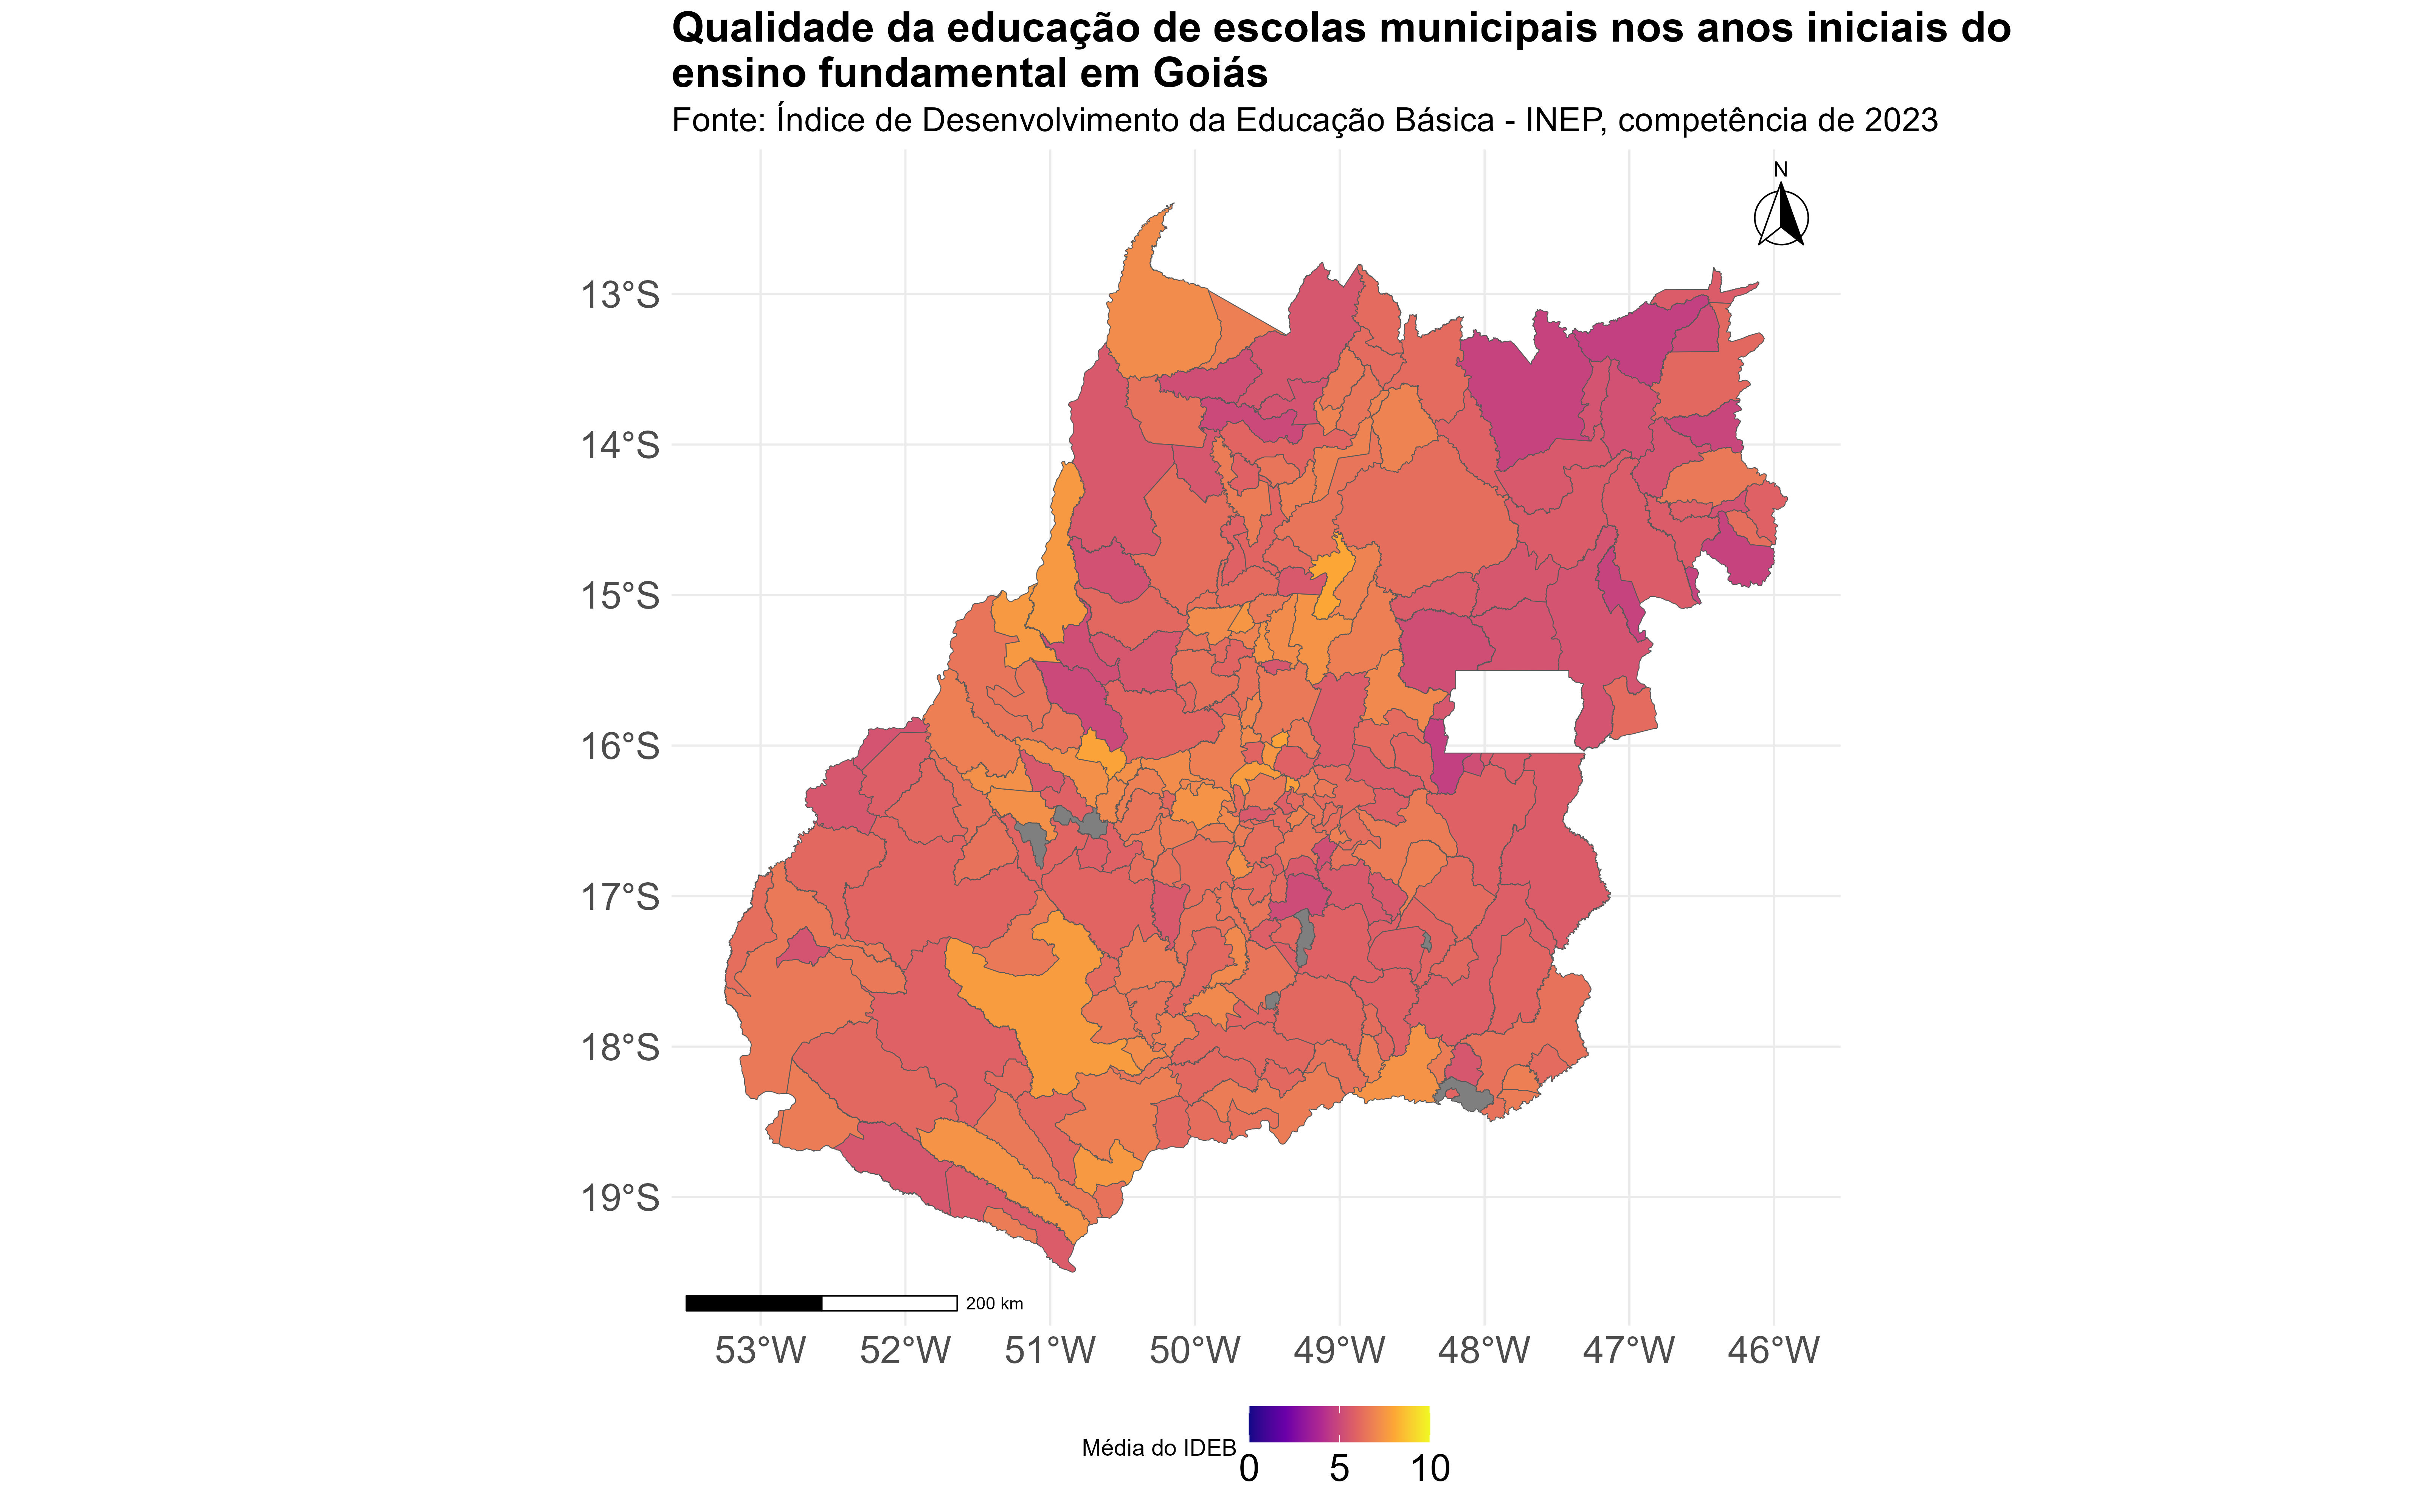 Qualidade da educação de escolas municipais nos anos iniciais do
ensino fundamental em Goiás
Fonte: Índice de Desenvolvimento da Educação Básica - INEP, competência de 2023
N
13°S
14°S
15°S
16°S
17°S
18°S
19°S
200 km
53°W 52°W 51°W 50°W 49°W 48°W 47°W 46°W
Média do IDEB
0 5 10